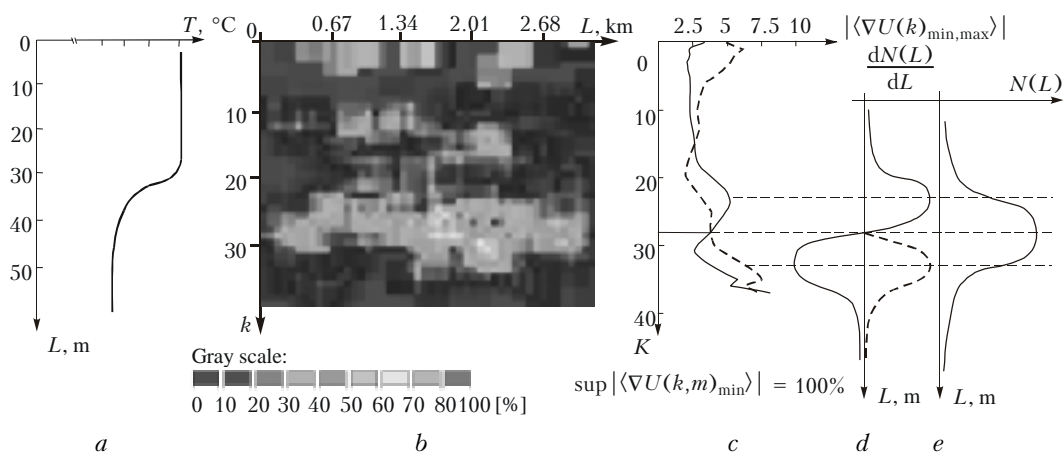 T, °C
0
10
20
30
40
50
L, m
0 0.67 1.34 2.01 2.68 L, km
10
20
30
k
Gray scale:
0 10 20 30 40 50 60 70 80 100 [%]
2.5 5 7.5 10 |⟨∇U(k)min,max⟩|
0
10
20
30
40
K
sup |⟨∇U(k,m)min⟩| = 100%
dN(L)
dL
N(L)
L, m L, m
a b c d e